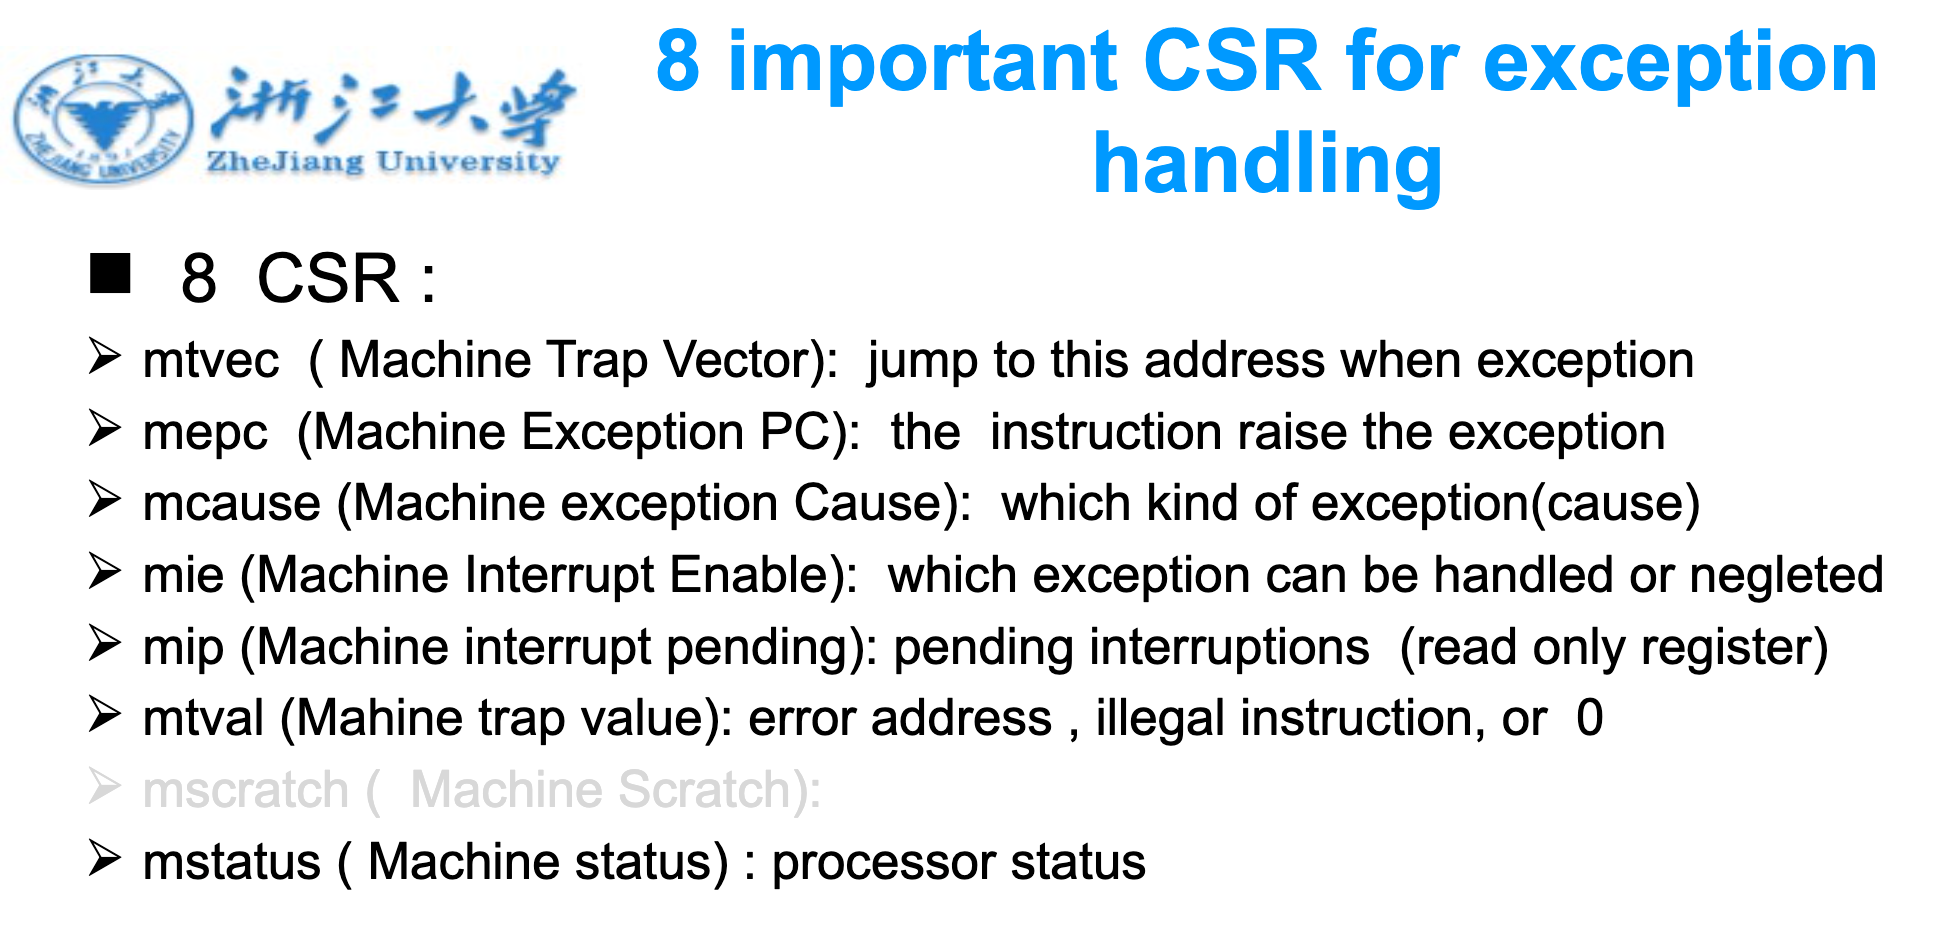 浙江大学
ZheJiang University
8 important CSR for exception
handling
8 CSR :
mtvec ( Machine Trap Vector): jump to this address when exception
mepc (Machine Exception PC): the instruction raise the exception
mcause (Machine exception Cause): which kind of exception(cause)
mie (Machine Interrupt Enable): which exception can be handled or negleted
mip (Machine interrupt pending): pending interruptions (read only register)
mtval (Mahine trap value): error address , illegal instruction, or 0
mscratch ( Machine Scratch):
mstatus ( Machine status) : processor status